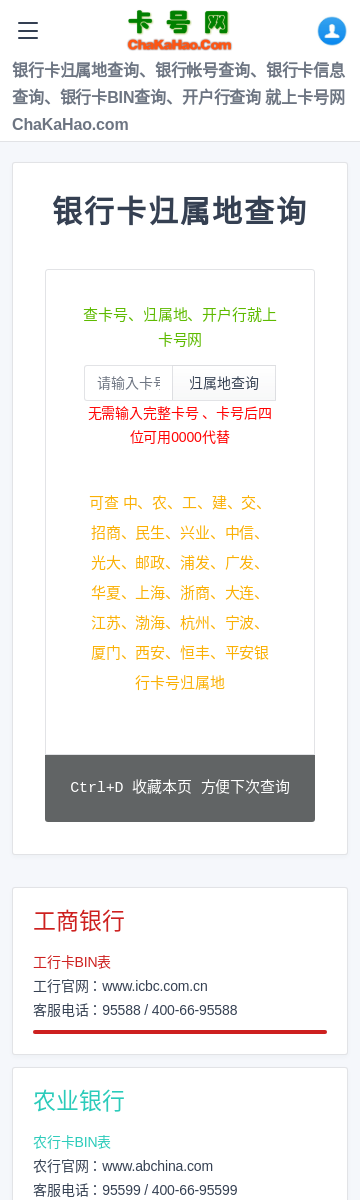 卡号网
ChaKaHao.Com
银行卡归属地查询、银行帐号查询、银行卡信息
查询、银行卡BIN查询、开户行查询 就上卡号网
ChaKaHao.com
银行卡归属地查询
查卡号、归属地、开户行就上
卡号网
请输入卡号
归属地查询
无需输入完整卡号 、卡号后四
位可用0000代替
可查 中、农、工、建、交、
招商、民生、兴业、中信、
光大、邮政、浦发、广发、
华夏、上海、浙商、大连、
江苏、渤海、杭州、宁波、
厦门、西安、恒丰、平安银
行卡号归属地
Ctrl+D 收藏本页 方便下次查询
工商银行
工行卡BIN表
工行官网：www.icbc.com.cn
客服电话：95588 / 400-66-95588
农业银行
农行卡BIN表
农行官网：www.abchina.com
客服电话：95599 / 400-66-95599